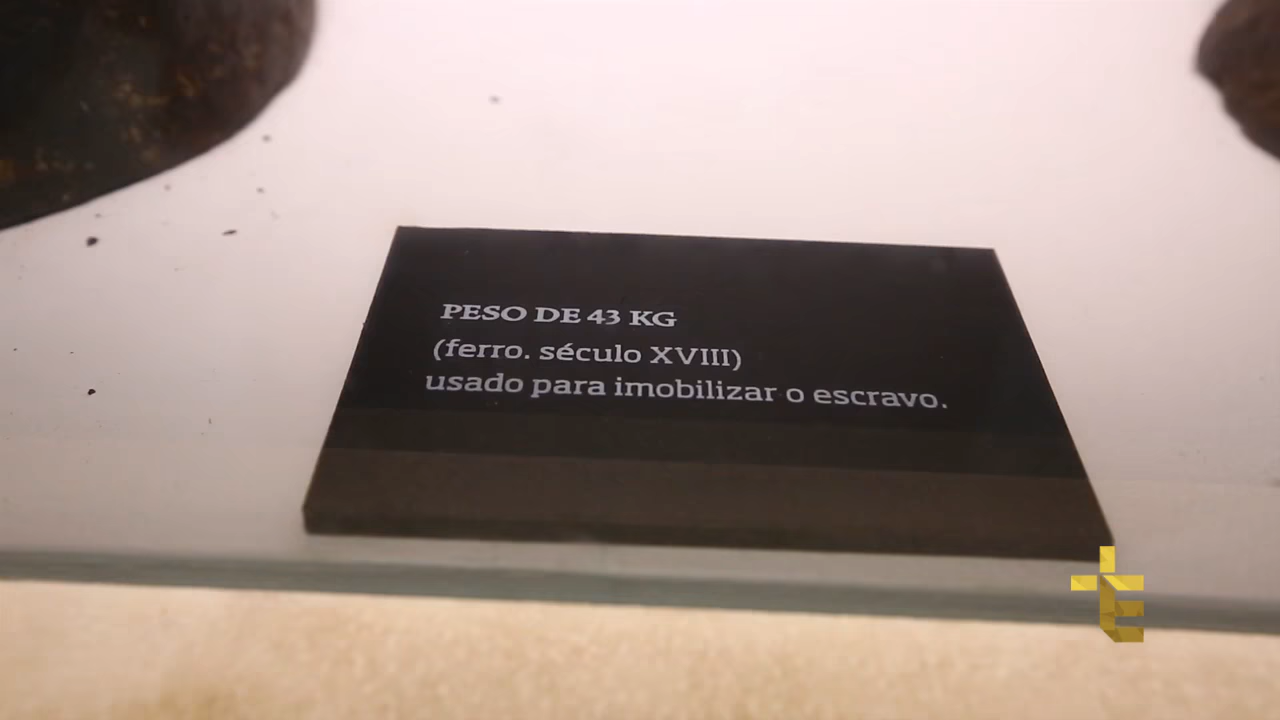 PESO DE 43 KG
(ferro. século XVIII)
usado para imobilizar o escravo.